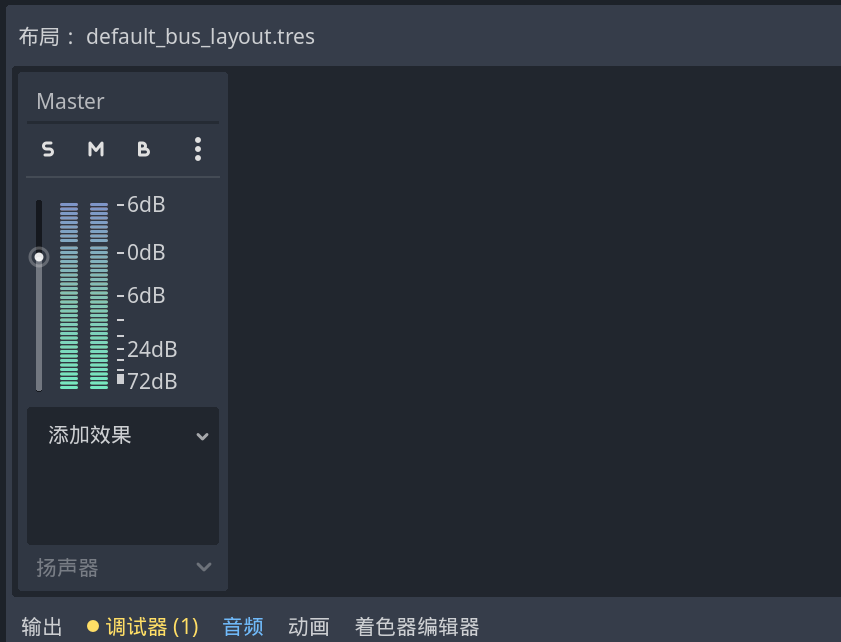 布局： default_bus_layout.tres
Master
S M B
6dB
0dB
6dB
24dB
72dB
添加效果
扬声器
输出 调试器 (1) 音频 动画 着色器编辑器